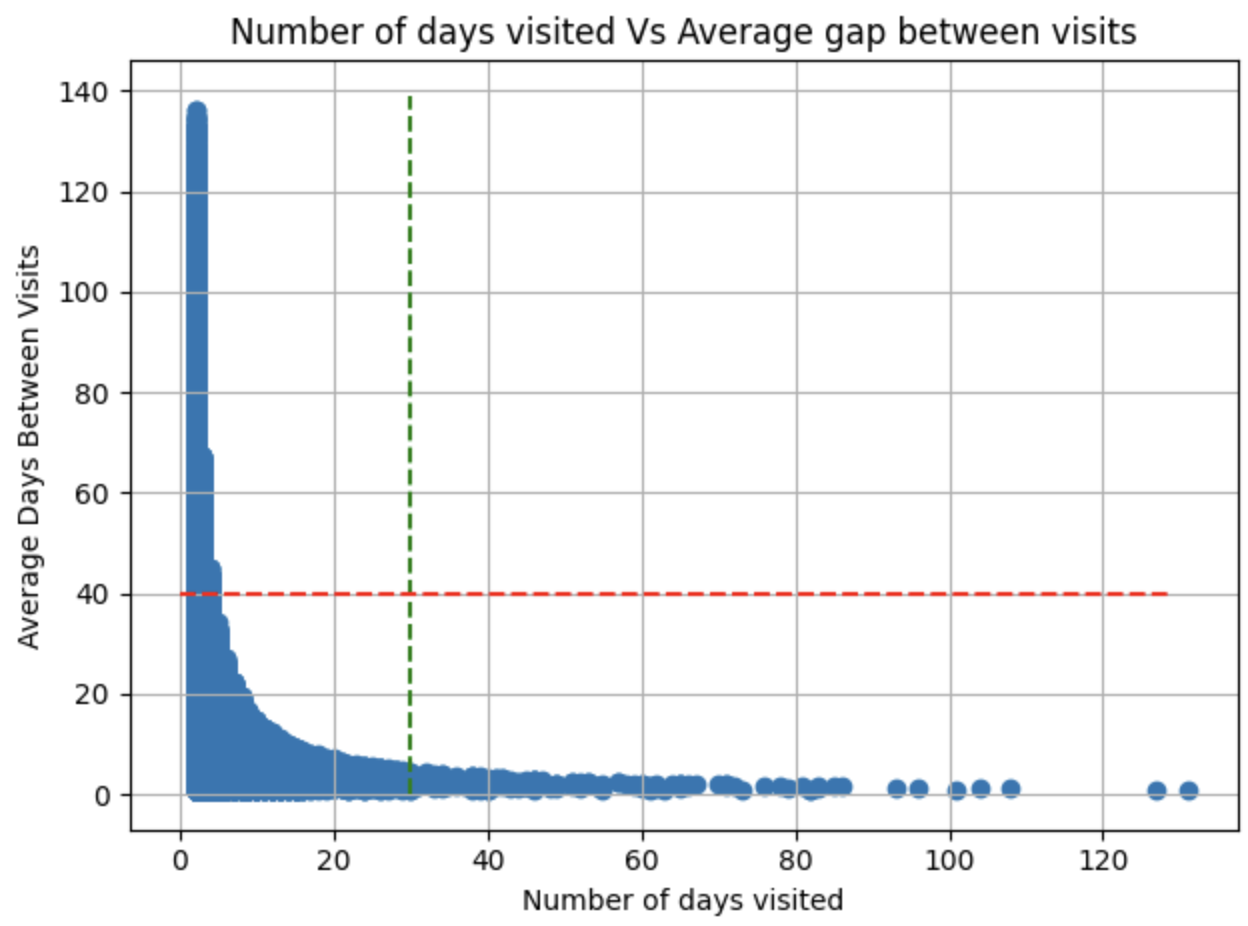 Number of days visited Vs Average gap between visits
140
120
100
80
60
40
20
0
Average Days Between Visits
0 20 40 60 80 100 120
Number of days visited